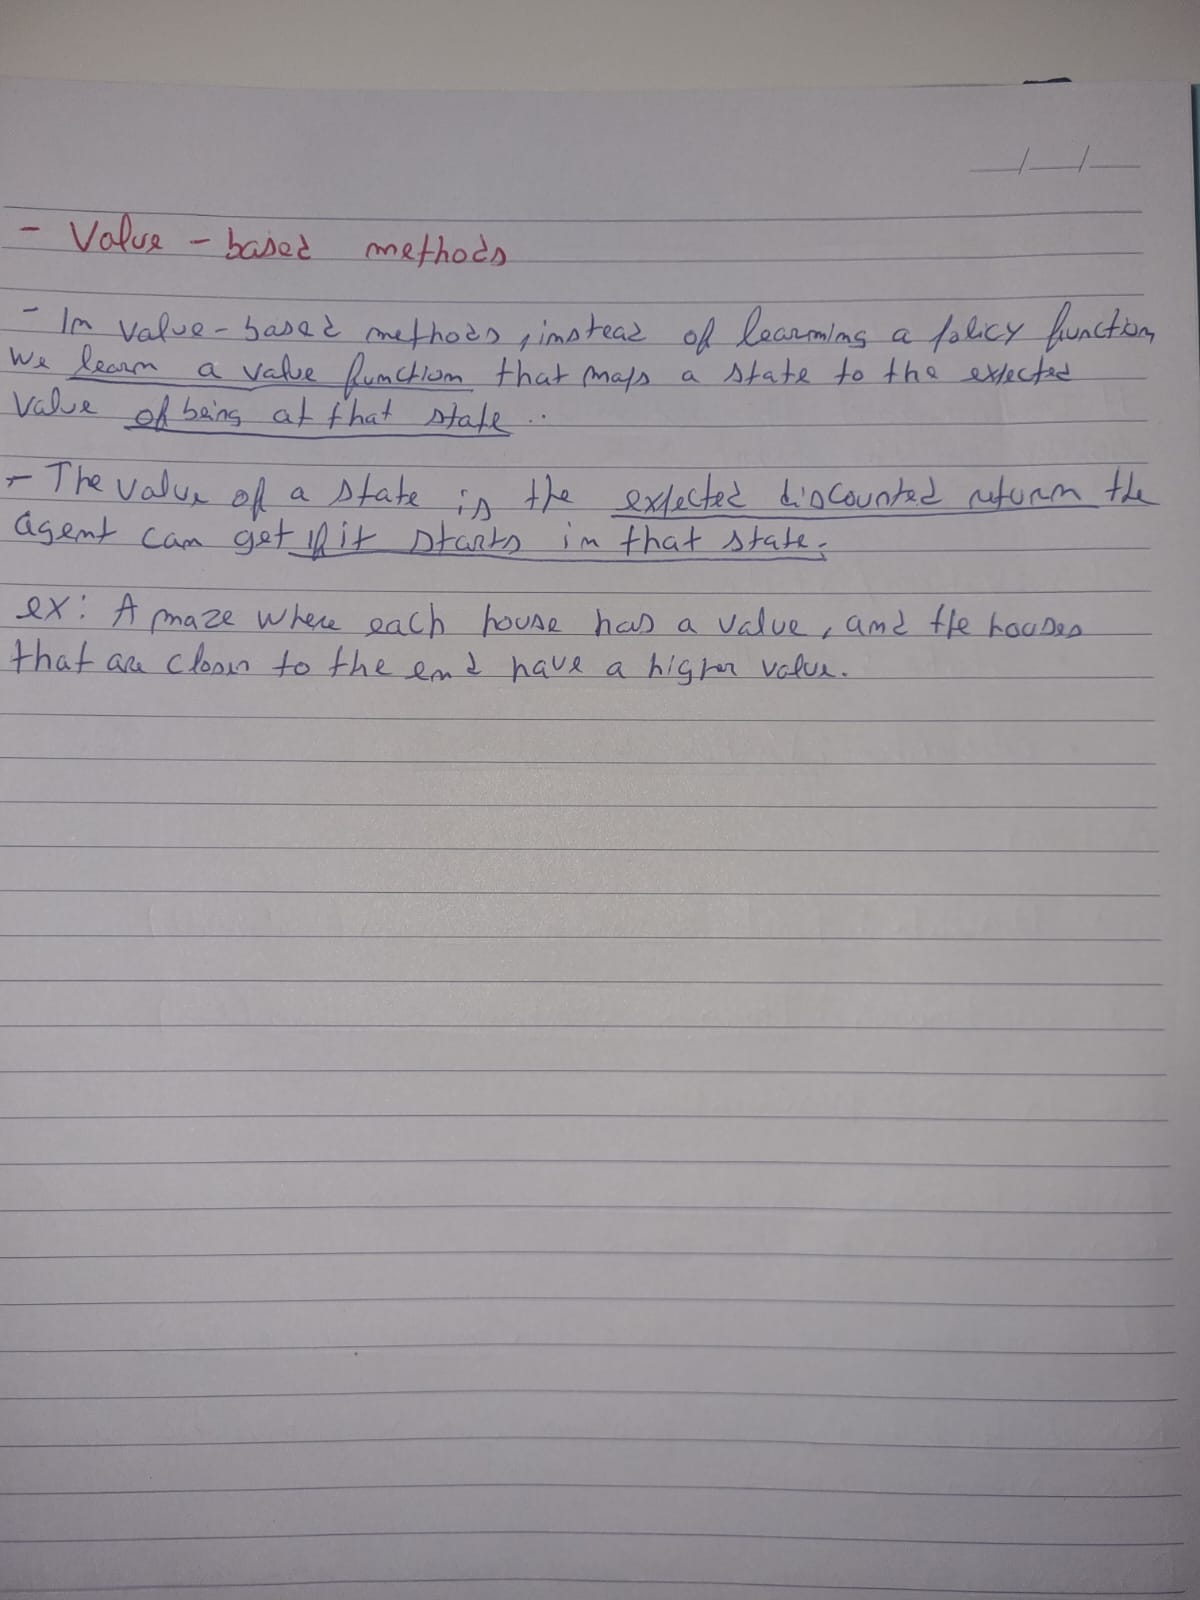 - Value-based methods
- In value-based methods, instead of learning a policy function,
we learn a value function that maps a state to the expected
value of being at that state..
- The value of a state is the expected discounted return the
agent can get if it starts in that state.
ex: A maze where each house has a value, and the houses
that are closer to the end have a higher value.